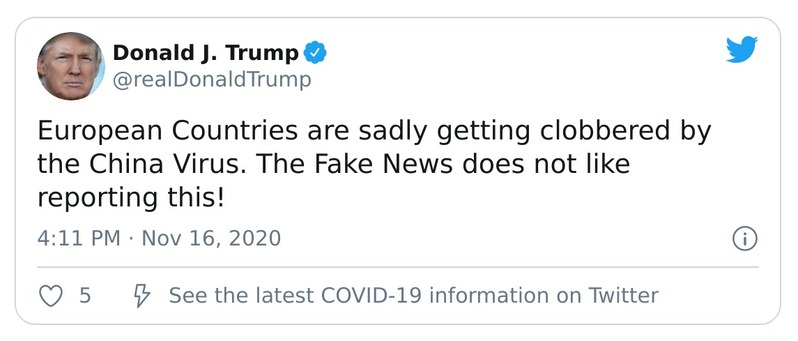 Donald J. Trump
@realDonaldTrump
European Countries are sadly getting clobbered by
the China Virus. The Fake News does not like
reporting this!
4:11 PM · Nov 16, 2020
5 See the latest COVID-19 information on Twitter